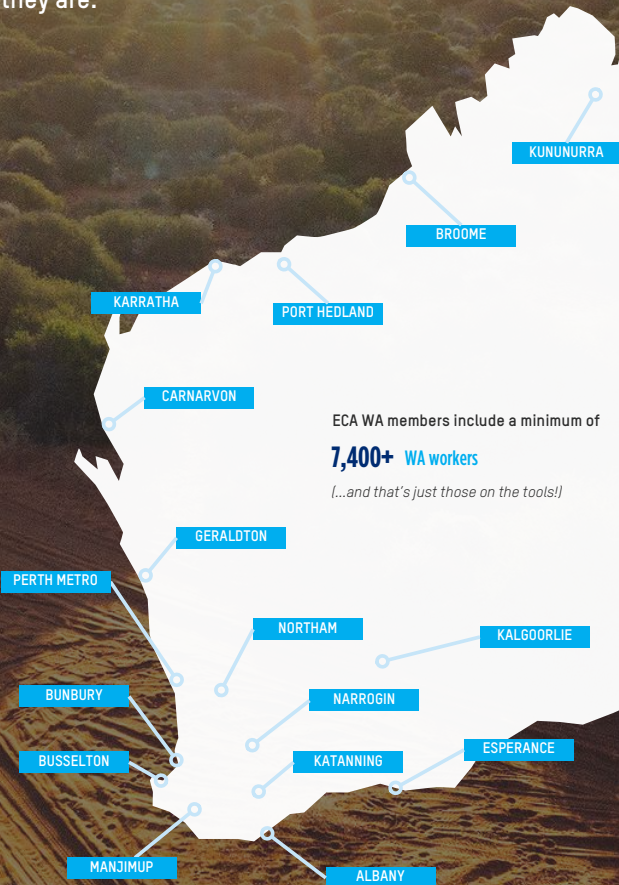 they are.
KUNUNURRA
BROOME
KARRATHA
PORT HEDLAND
CARNARVON
ECA WA members include a minimum of
7,400+ WA workers
(...and that's just those on the tools!)
GERALDTON
PERTH METRO
NORTHAM
KALGOORLIE
BUNBURY
NARROGIN
ESPERANCE
BUSSELTON
KATANNING
MANJIMUP
ALBANY